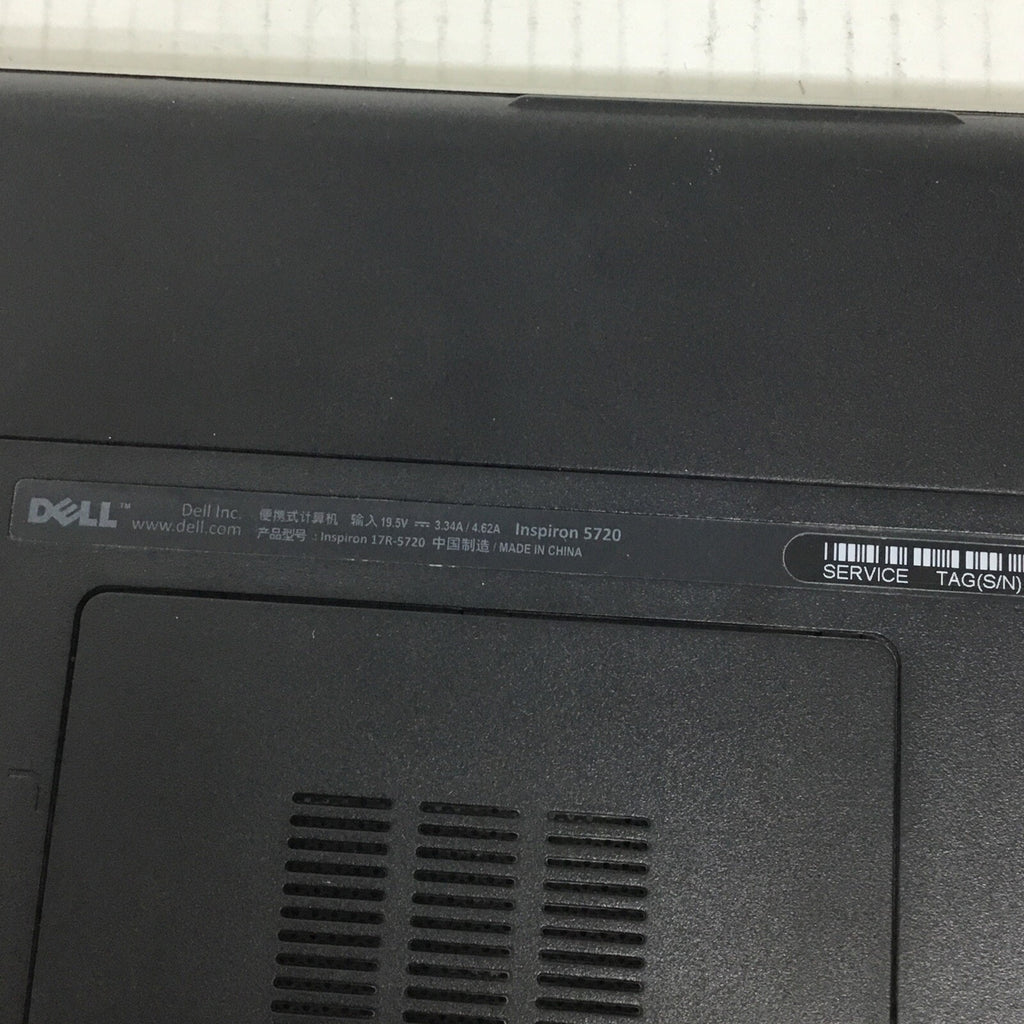 DELL™ Dell Inc. 便携式计算机 输入 19.5V ⎓ 3.34A / 4.62A Inspiron 5720
www.dell.com 产品型号 : Inspiron 17R-5720 中国制造 / MADE IN CHINA
SERVICE TAG(S/N)